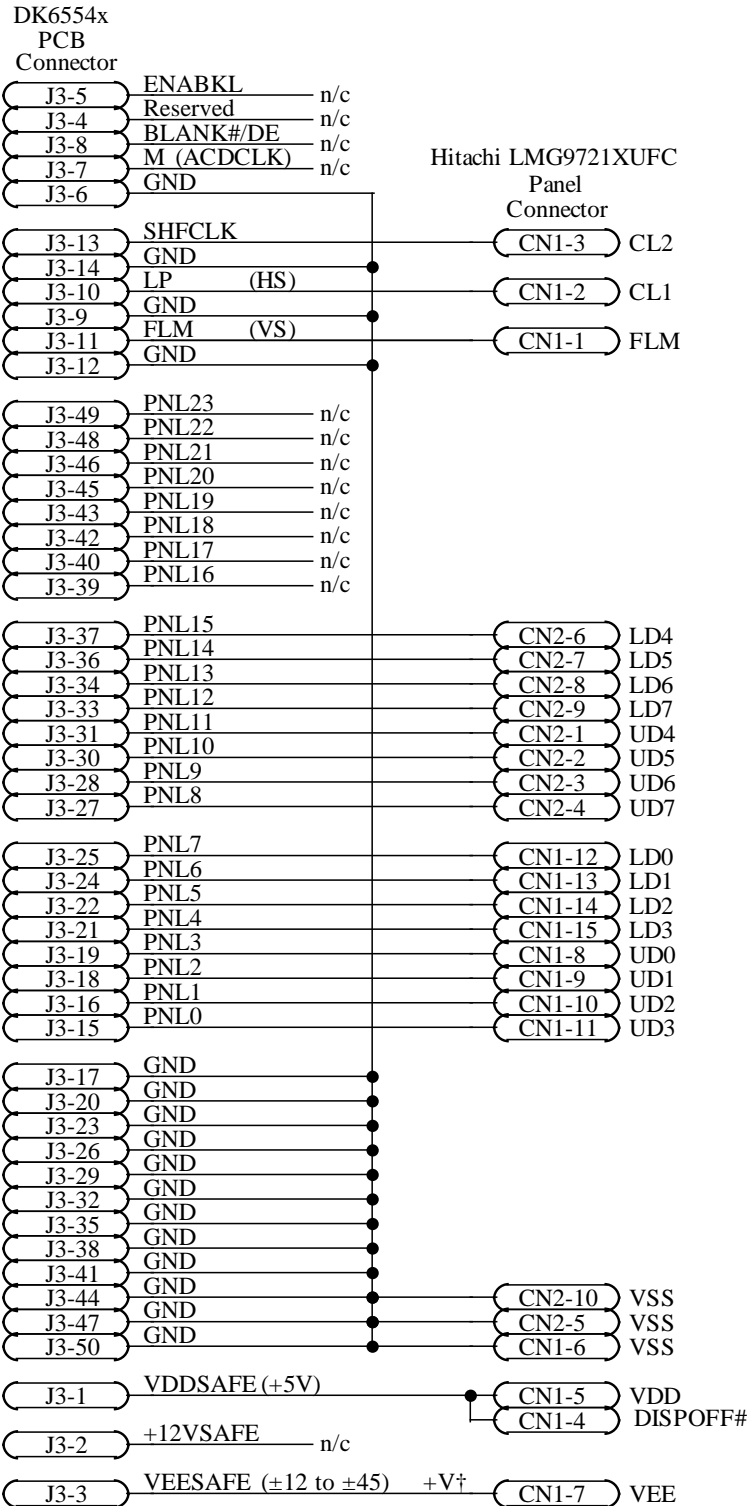 DK6554x
PCB
Connector
J3-5 ENABKL n/c
J3-4 Reserved n/c
J3-8 BLANK#/DE n/c
J3-7 M (ACDCLK) n/c
J3-6 GND
Hitachi LMG9721XUFC
Panel
Connector
J3-13 SHFCLK CN1-3 CL2
J3-14 GND
J3-10 LP (HS) CN1-2 CL1
J3-9 GND
J3-11 FLM (VS) CN1-1 FLM
J3-12 GND
J3-49 PNL23 n/c
J3-48 PNL22 n/c
J3-46 PNL21 n/c
J3-45 PNL20 n/c
J3-43 PNL19 n/c
J3-42 PNL18 n/c
J3-40 PNL17 n/c
J3-39 PNL16 n/c
J3-37 PNL15 CN2-6 LD4
J3-36 PNL14 CN2-7 LD5
J3-34 PNL13 CN2-8 LD6
J3-33 PNL12 CN2-9 LD7
J3-31 PNL11 CN2-1 UD4
J3-30 PNL10 CN2-2 UD5
J3-28 PNL9 CN2-3 UD6
J3-27 PNL8 CN2-4 UD7
J3-25 PNL7 CN1-12 LD0
J3-24 PNL6 CN1-13 LD1
J3-22 PNL5 CN1-14 LD2
J3-21 PNL4 CN1-15 LD3
J3-19 PNL3 CN1-8 UD0
J3-18 PNL2 CN1-9 UD1
J3-16 PNL1 CN1-10 UD2
J3-15 PNL0 CN1-11 UD3
J3-17 GND
J3-20 GND
J3-23 GND
J3-26 GND
J3-29 GND
J3-32 GND
J3-35 GND
J3-38 GND
J3-41 GND
J3-44 GND CN2-10 VSS
J3-47 GND CN2-5 VSS
J3-50 GND CN1-6 VSS
J3-1 VDDSAFE (+5V) CN1-5 VDD
CN1-4 DISPOFF#
J3-2 +12VSAFE n/c
J3-3 VEESAFE (±12 to ±45) +V† CN1-7 VEE